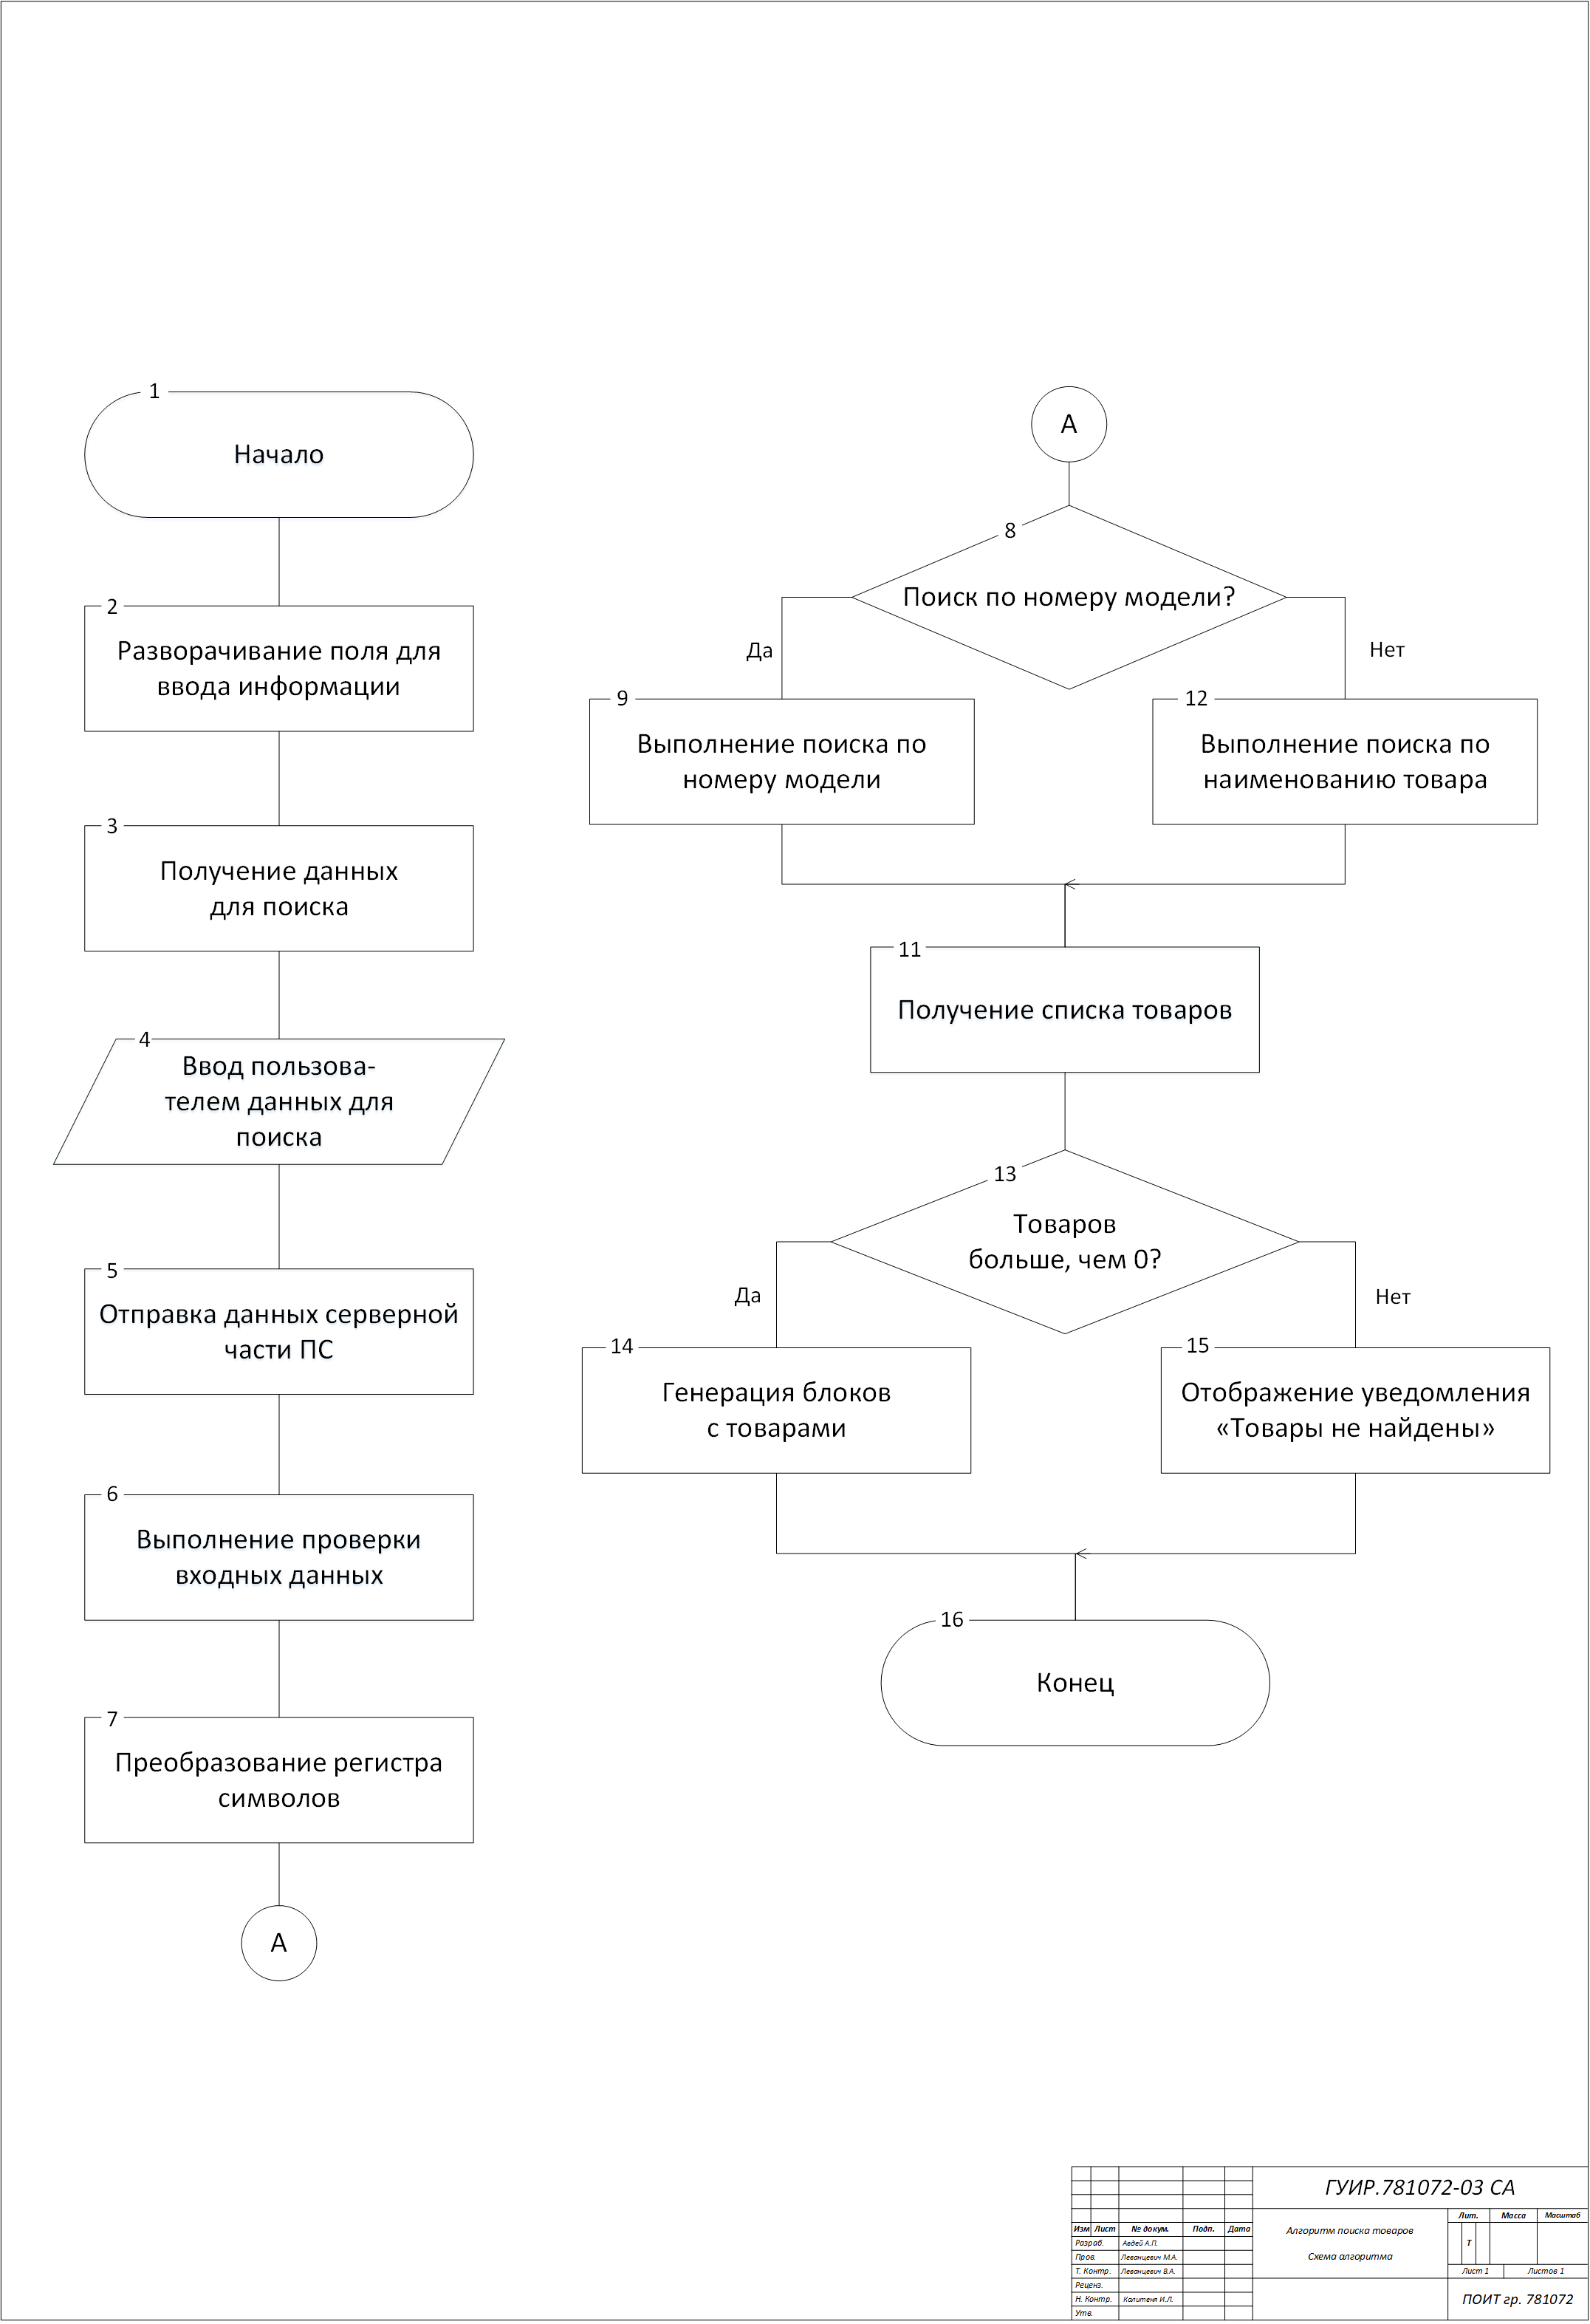 1
Начало
2
Разворачивание поля для
ввода информации
3
Получение данных
для поиска
4
Ввод пользова-
телем данных для
поиска
5
Отправка данных серверной
части ПС
6
Выполнение проверки
входных данных
7
Преобразование регистра
символов
А
А
8
Поиск по номеру модели?
Да
Нет
9
Выполнение поиска по
номеру модели
12
Выполнение поиска по
наименованию товара
11
Получение списка товаров
13
Товаров
больше, чем 0?
Да
Нет
14
Генерация блоков
с товарами
15
Отображение уведомления
«Товары не найдены»
16
Конец
ГУИР.781072-03 СА
Изм Лист № докум. Подп. Дата
Разраб. Авдей А.П.
Пров. Леванцевич М.А.
Т. Контр. Леванцевич В.А.
Реценз.
Н. Контр. Калитеня И.Л.
Утв.
Алгоритм поиска товаров
Схема алгоритма
Лит. Масса Масштаб
Т
Лист 1 Листов 1
ПОИТ гр. 781072